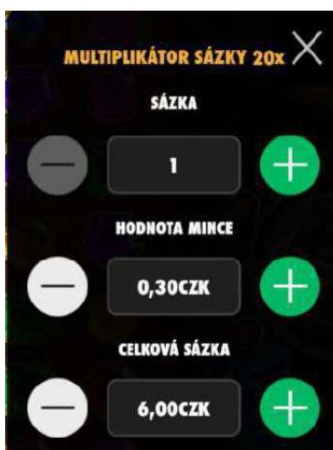 MULTIPLIKÁTOR SÁZKY 20x
SÁZKA
1
HODNOTA MINCE
0,30CZK
CELKOVÁ SÁZKA
6,00CZK